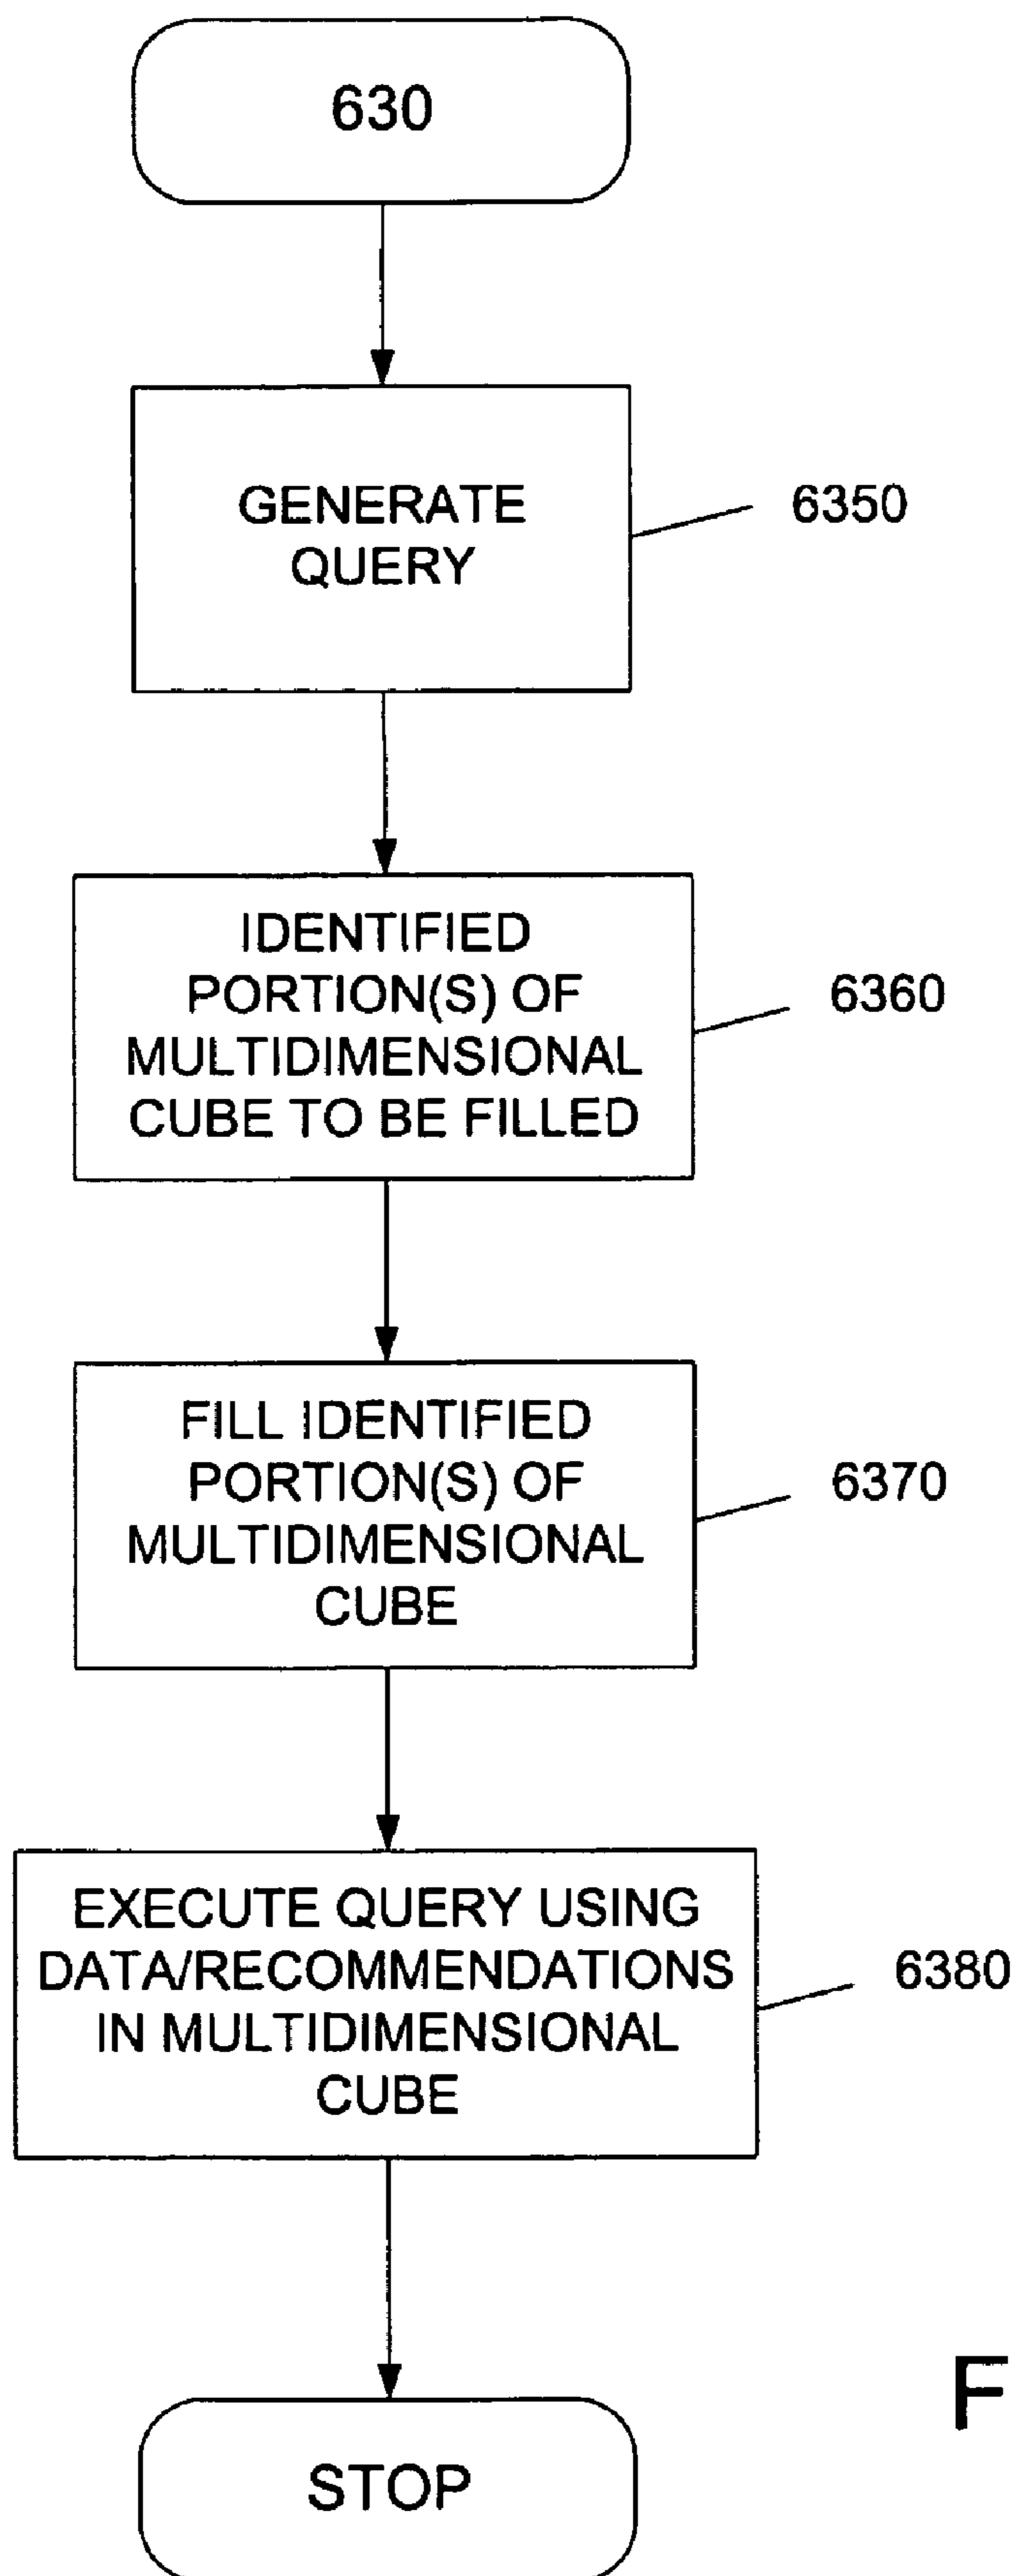 630
GENERATE
QUERY
6350
IDENTIFIED
PORTION(S) OF
MULTIDIMENSIONAL
CUBE TO BE FILLED
6360
FILL IDENTIFIED
PORTION(S) OF
MULTIDIMENSIONAL
CUBE
6370
EXECUTE QUERY USING
DATA/RECOMMENDATIONS
IN MULTIDIMENSIONAL
CUBE
6380
F
STOP